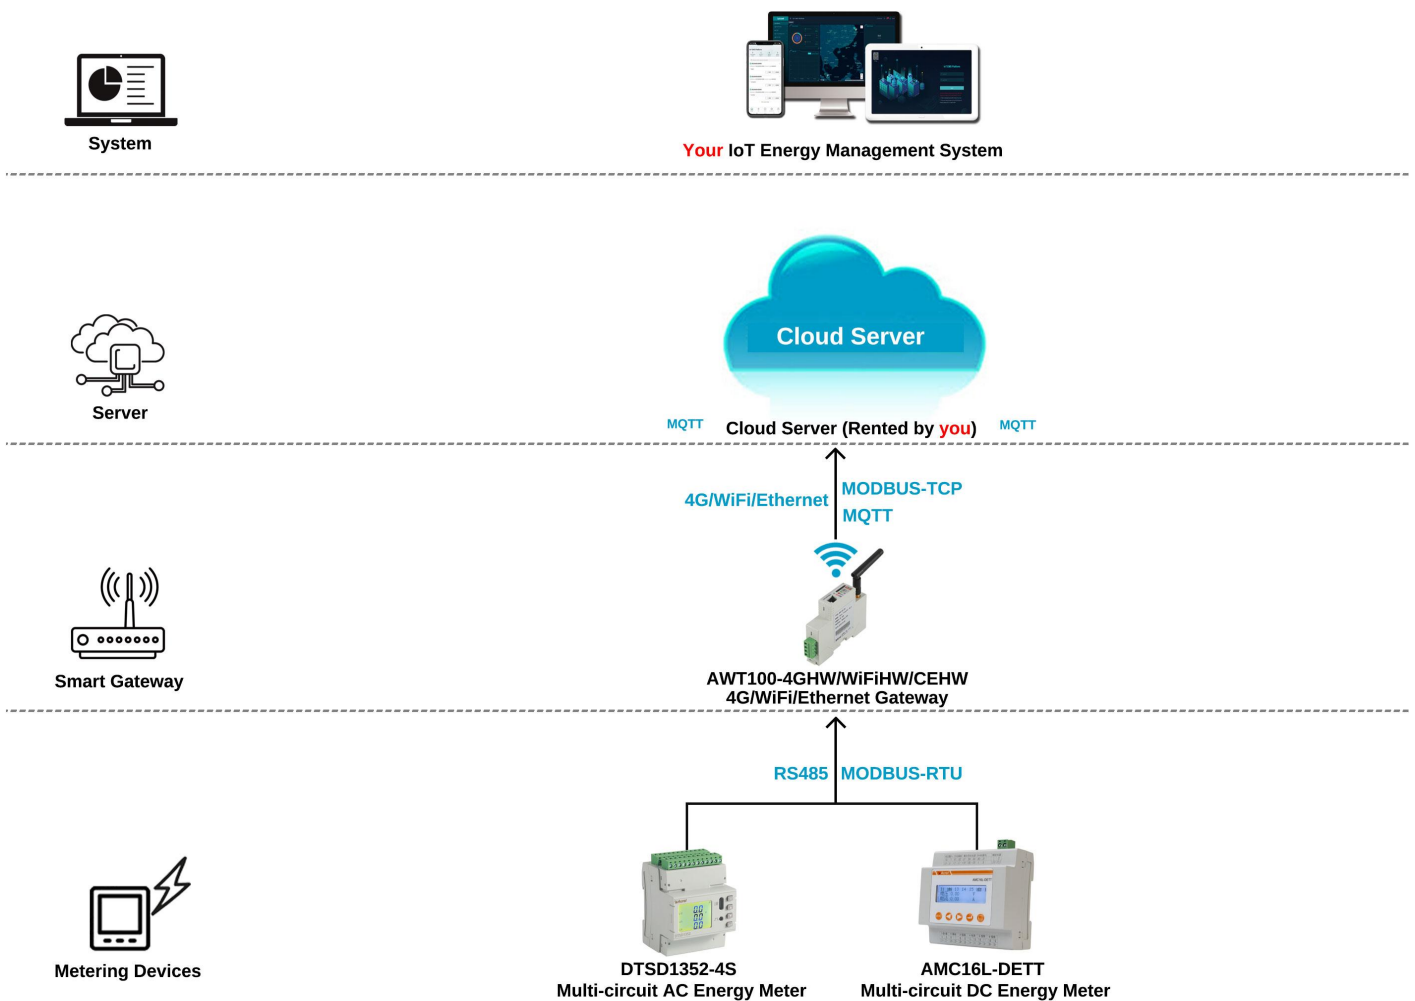 System
Your IoT Energy Management System
Cloud Server
Server
MQTT Cloud Server (Rented by you) MQTT
4G/WiFi/Ethernet MODBUS-TCP
MQTT
Smart Gateway
AWT100-4GHW/WiFiHW/CEHW
4G/WiFi/Ethernet Gateway
RS485 MODBUS-RTU
AMC16L-DETT
Metering Devices
DTSD1352-4S
Multi-circuit AC Energy Meter
AMC16L-DETT
Multi-circuit DC Energy Meter